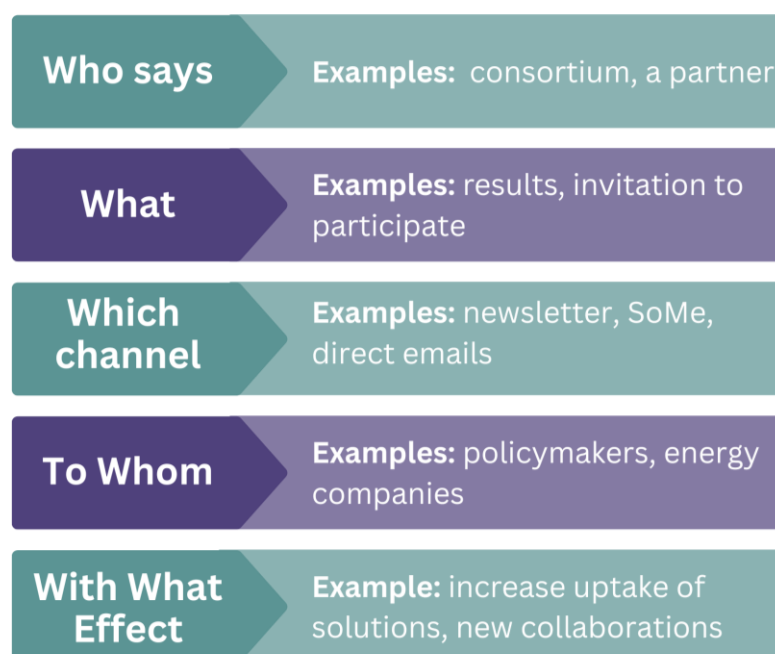 Who says
Examples: consortium, a partner
What
Examples: results, invitation to
participate
Which
channel
Examples: newsletter, SoMe,
direct emails
To Whom
Examples: policymakers, energy
companies
With What
Effect
Example: increase uptake of
solutions, new collaborations